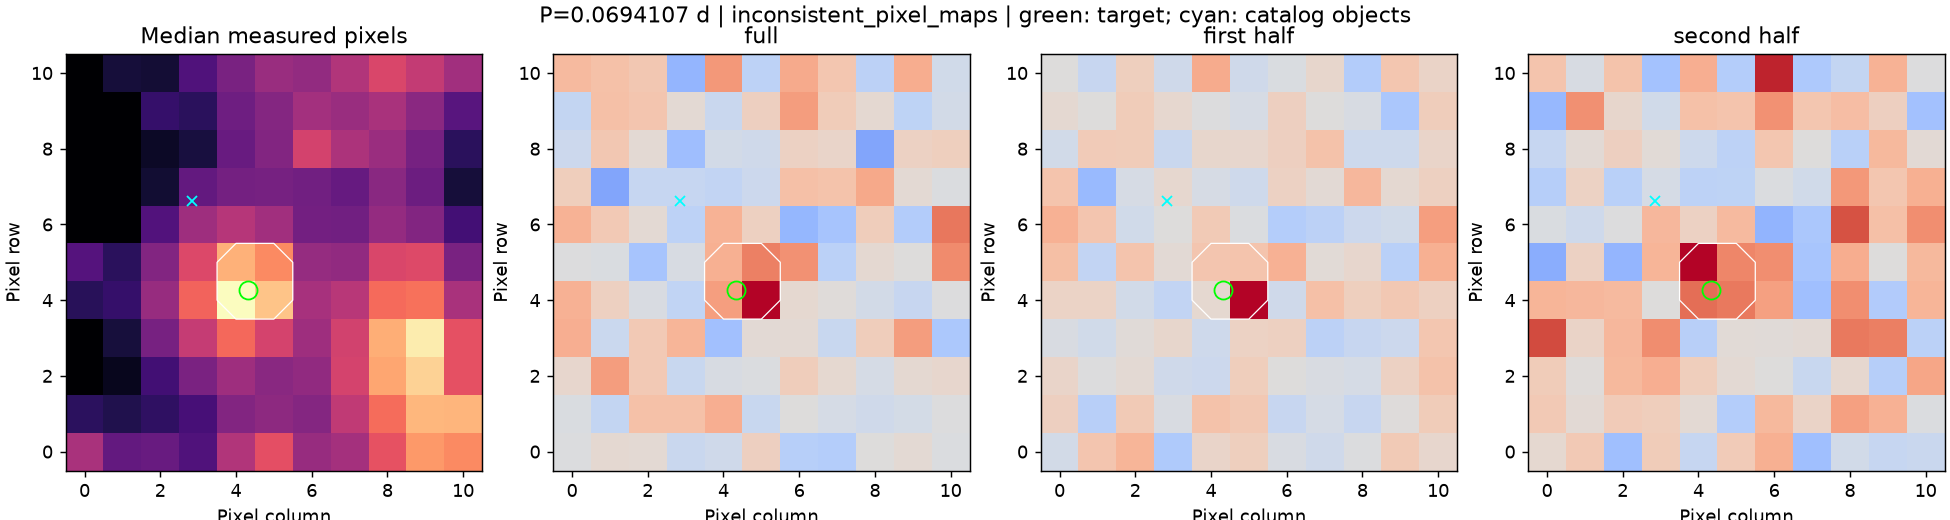 P=0.0694107 d | inconsistent_pixel_maps | green: target; cyan: catalog objects
Median measured pixels
full
first half
second half
Pixel row
10
8
6
4
2
0
0 2 4 6 8 10
Pixel column
Pixel row
10
8
6
4
2
0
0 2 4 6 8 10
Pixel column
Pixel row
10
8
6
4
2
0
0 2 4 6 8 10
Pixel column
Pixel row
10
8
6
4
2
0
0 2 4 6 8 10
Pixel column